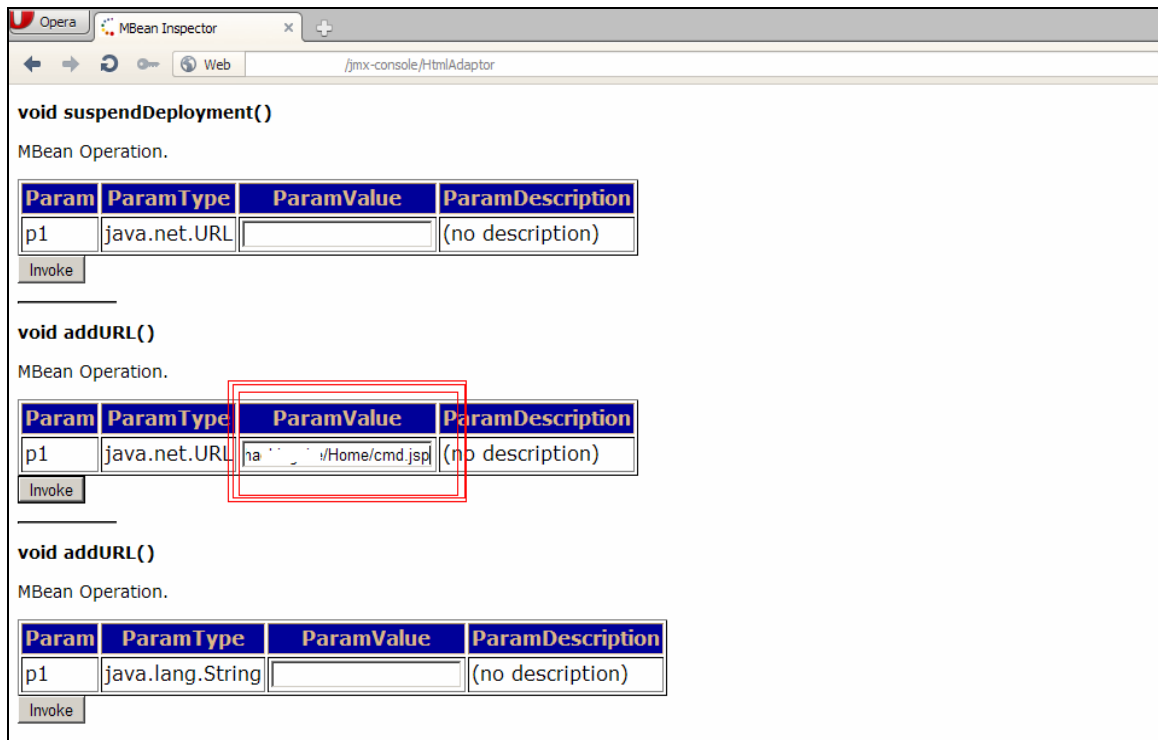 Opera MBean Inspector
Web /jmx-console/HtmlAdaptor
void suspendDeployment()
MBean Operation.
Param ParamType ParamValue ParamDescription
p1 java.net.URL (no description)
Invoke
void addURL()
MBean Operation.
Param ParamType ParamValue ParamDescription
p1 java.net.URL /Home/cmd.jsp (no description)
Invoke
void addURL()
MBean Operation.
Param ParamType ParamValue ParamDescription
p1 java.lang.String (no description)
Invoke